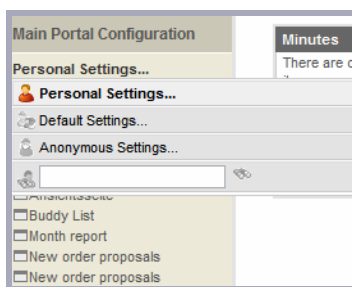 Main Portal Configuration
Minutes
Personal Settings...
There are
Personal Settings...
Default Settings...
Anonymous Settings...
Ansichtsseite
Buddy List
Month report
New order proposals
New order proposals